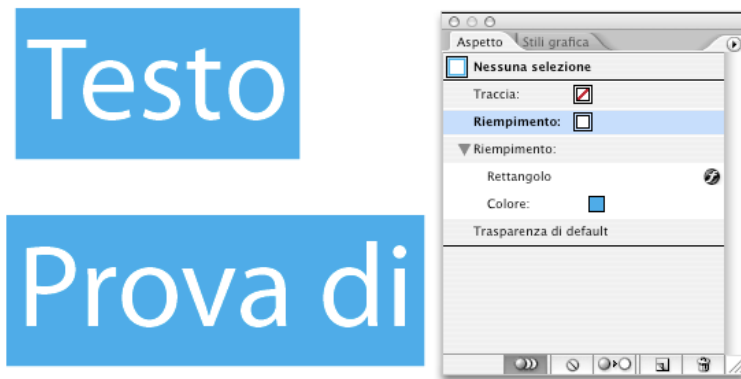 Testo
Prova di
Aspetto Stili grafica
Nessuna selezione
Traccia:
Riempimento:
Riempimento:
Rettangolo
Colore:
Trasparenza di default